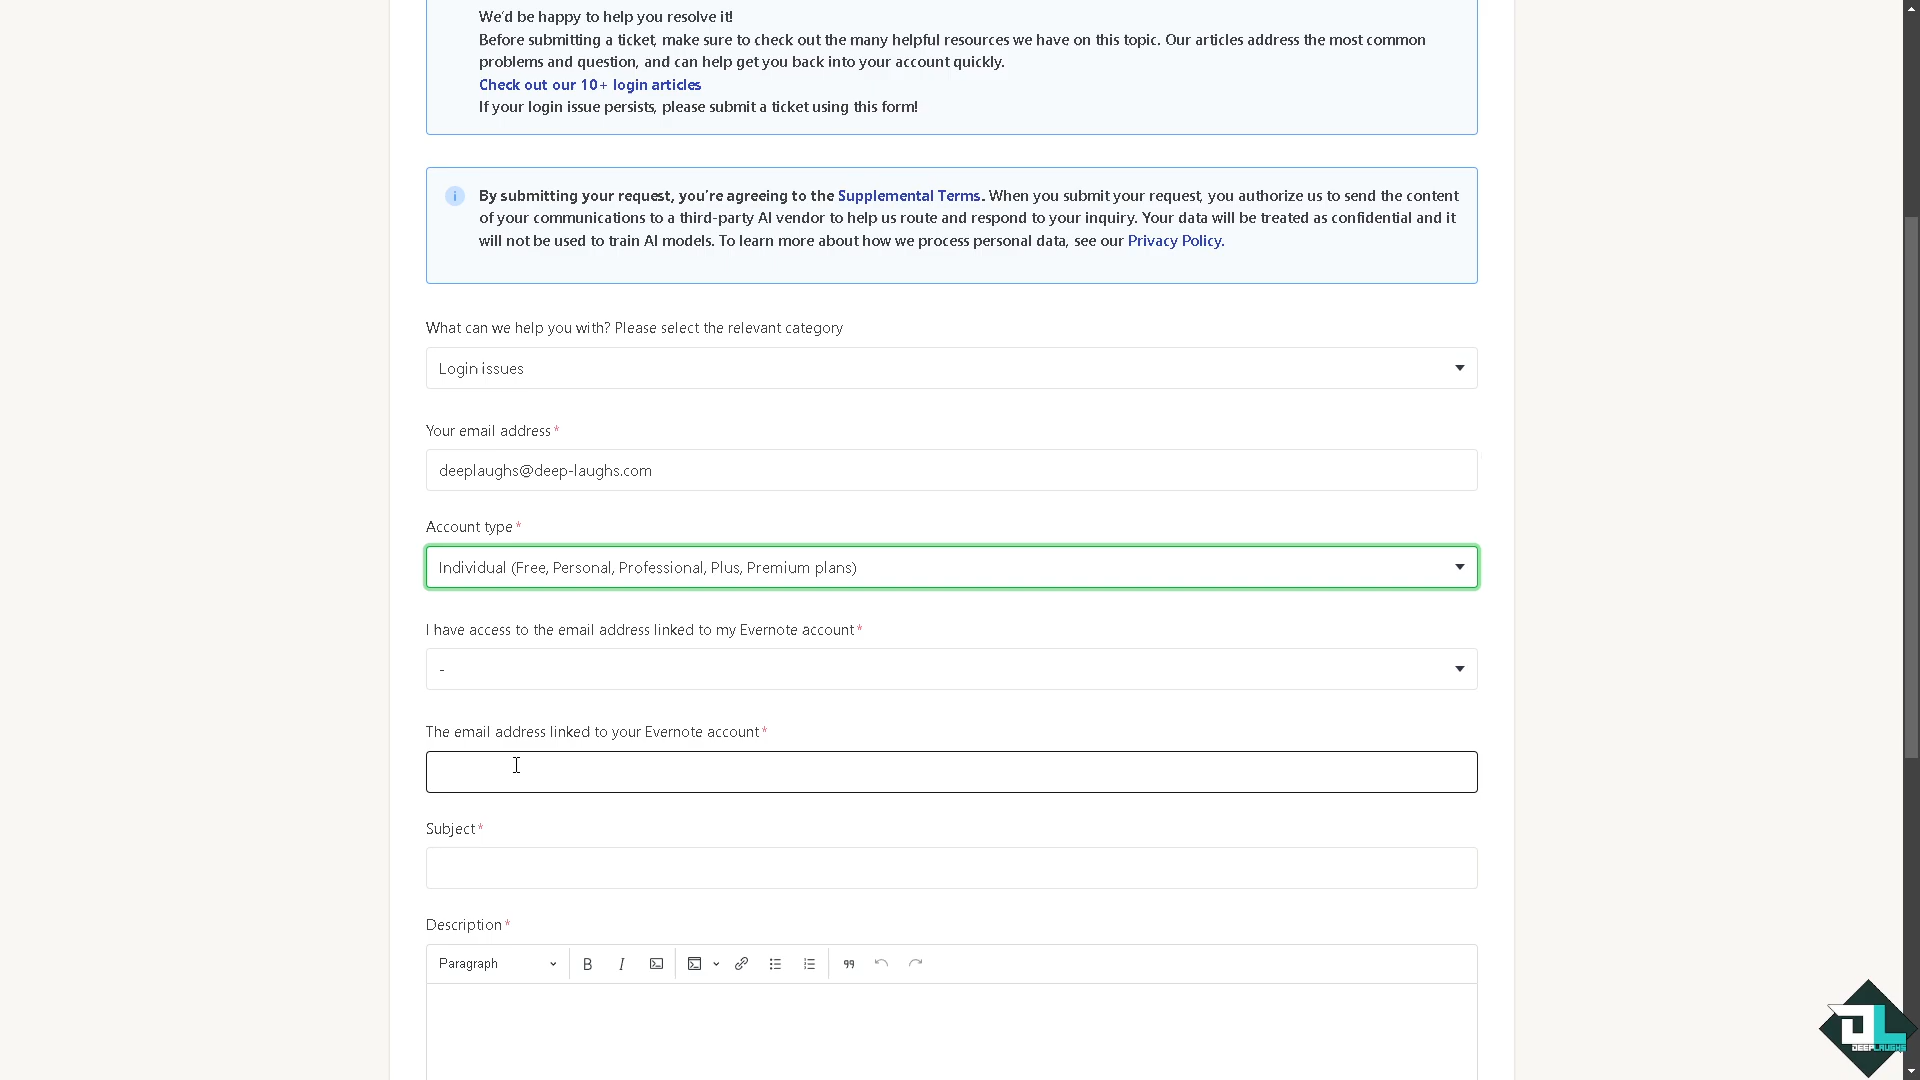 We'd be happy to help you resolve it!
Before submitting a ticket, make sure to check out the many helpful resources we have on this topic. Our articles address the most common
problems and question, and can help get you back into your account quickly.
Check out our 10+ login articles
If your login issue persists, please submit a ticket using this form!
By submitting your request, you're agreeing to the Supplemental Terms. When you submit your request, you authorize us to send the content
of your communications to a third-party AI vendor to help us route and respond to your inquiry. Your data will be treated as confidential and it
will not be used to train AI models. To learn more about how we process personal data, see our Privacy Policy.
What can we help you with? Please select the relevant category
Login issues
Your email address*
deeplaughs@deep-laughs.com
Account type*
Individual (Free, Personal, Professional, Plus, Premium plans)
I have access to the email address linked to my Evernote account*
-
The email address linked to your Evernote account*
Subject*
Description*
Paragraph
DL
DEEPLAUGHS